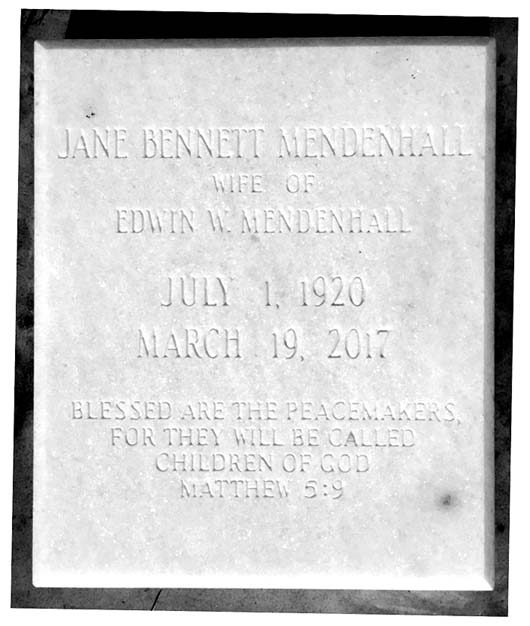 JANE BENNETT MENDENHALL
WIFE OF
EDWIN W. MENDENHALL
JULY 1, 1920
MARCH 19, 2017
BLESSED ARE THE PEACEMAKERS,
FOR THEY WILL BE CALLED
CHILDREN OF GOD
MATTHEW 5:9